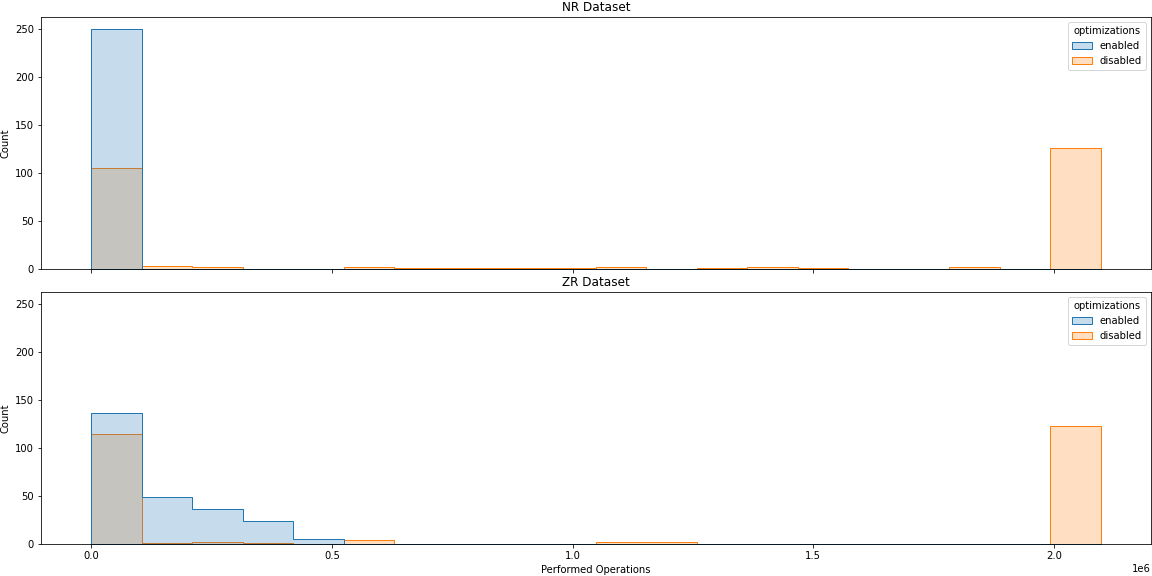 NR Dataset
250
200
150
100
50
0
Count
optimizations
enabled
disabled
ZR Dataset
250
200
150
100
50
0
Count
optimizations
enabled
disabled
0.0 0.5 1.0 1.5 2.0
1e6
Performed Operations